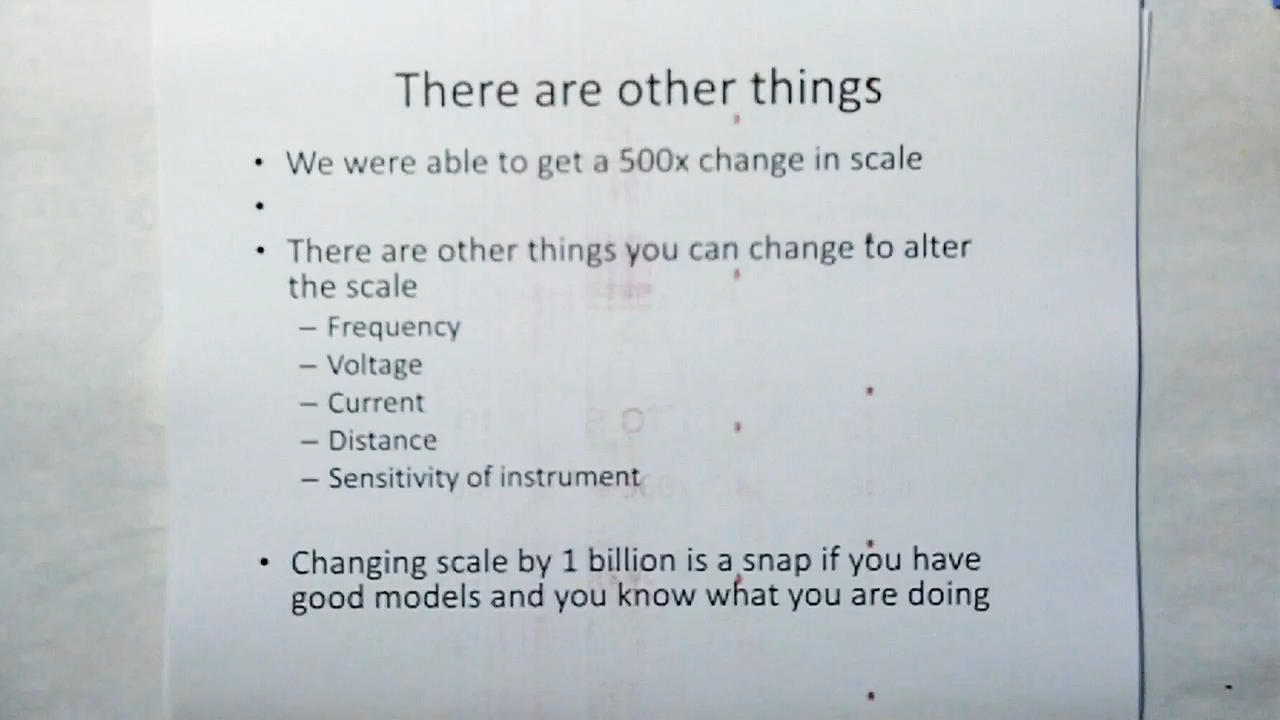 There are other things
• We were able to get a 500x change in scale
•
• There are other things you can change to alter
the scale
– Frequency
– Voltage
– Current
– Distance
– Sensitivity of instrument
• Changing scale by 1 billion is a snap if you have
good models and you know what you are doing